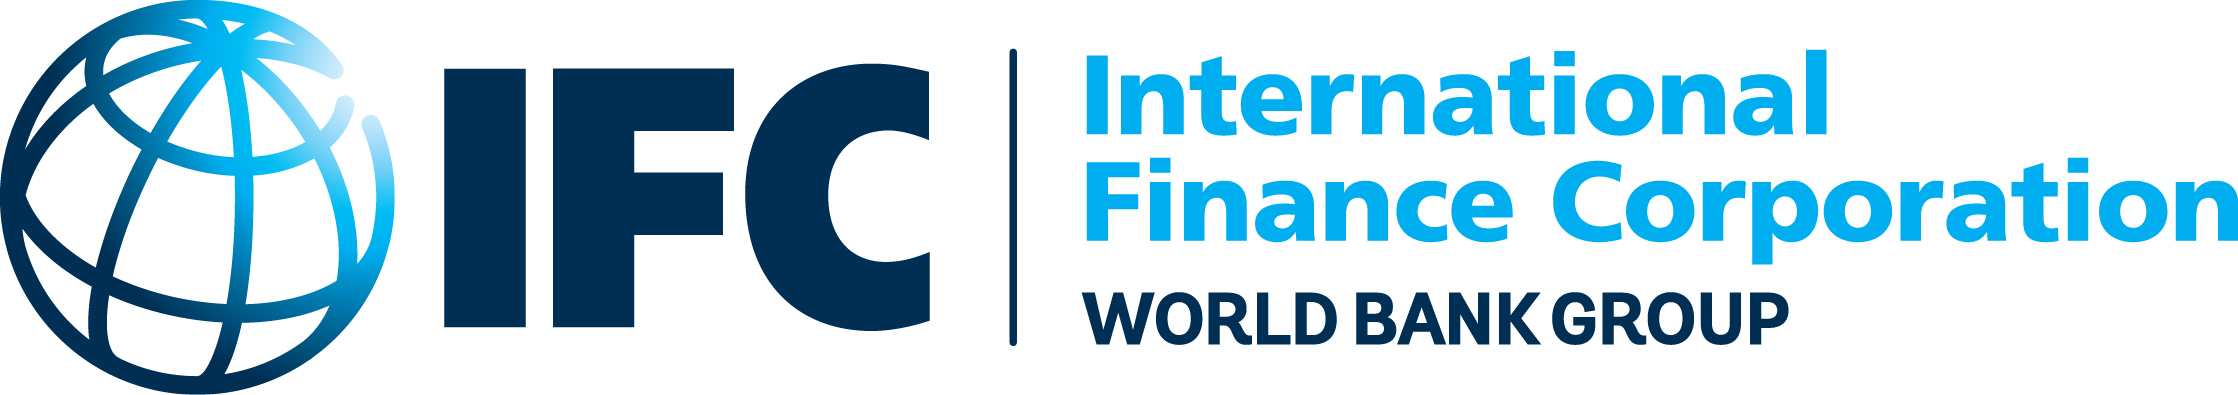 IFC
International
Finance Corporation
WORLD BANK GROUP